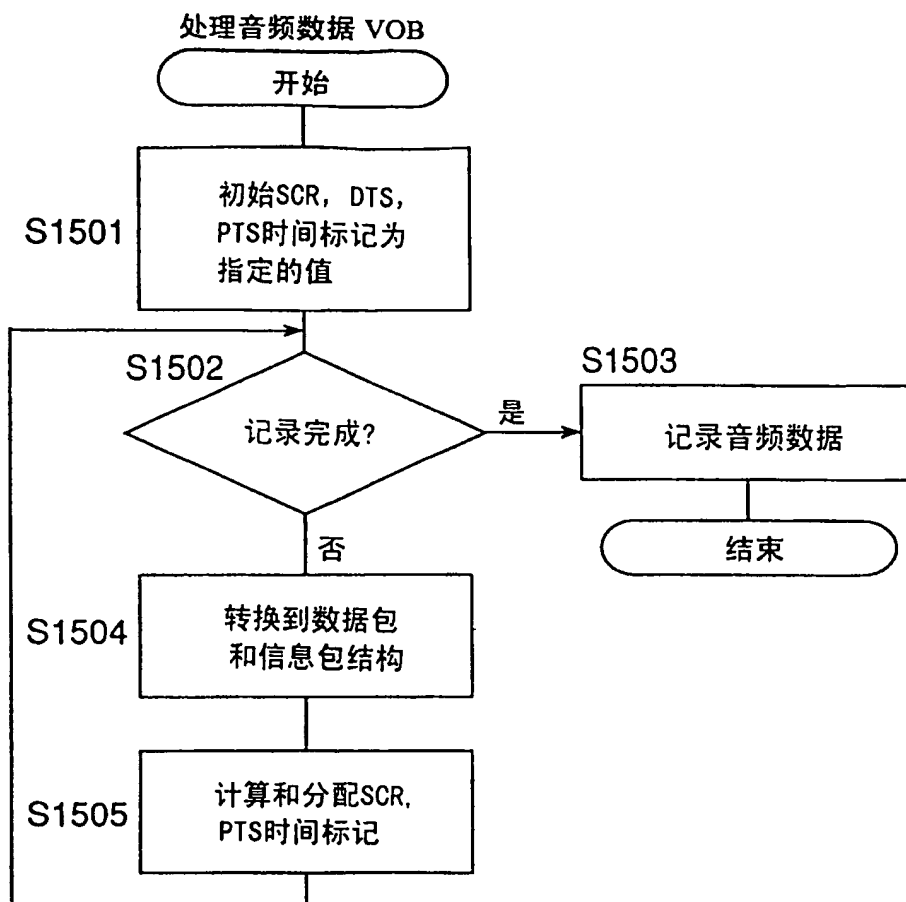 处理音频数据 VOB
开始
S1501
初始SCR, DTS,
PTS时间标记为
指定的值
S1502
记录完成?
是
S1503
记录音频数据
结束
否
S1504
转换到数据包
和信息包结构
S1505
计算和分配SCR,
PTS时间标记